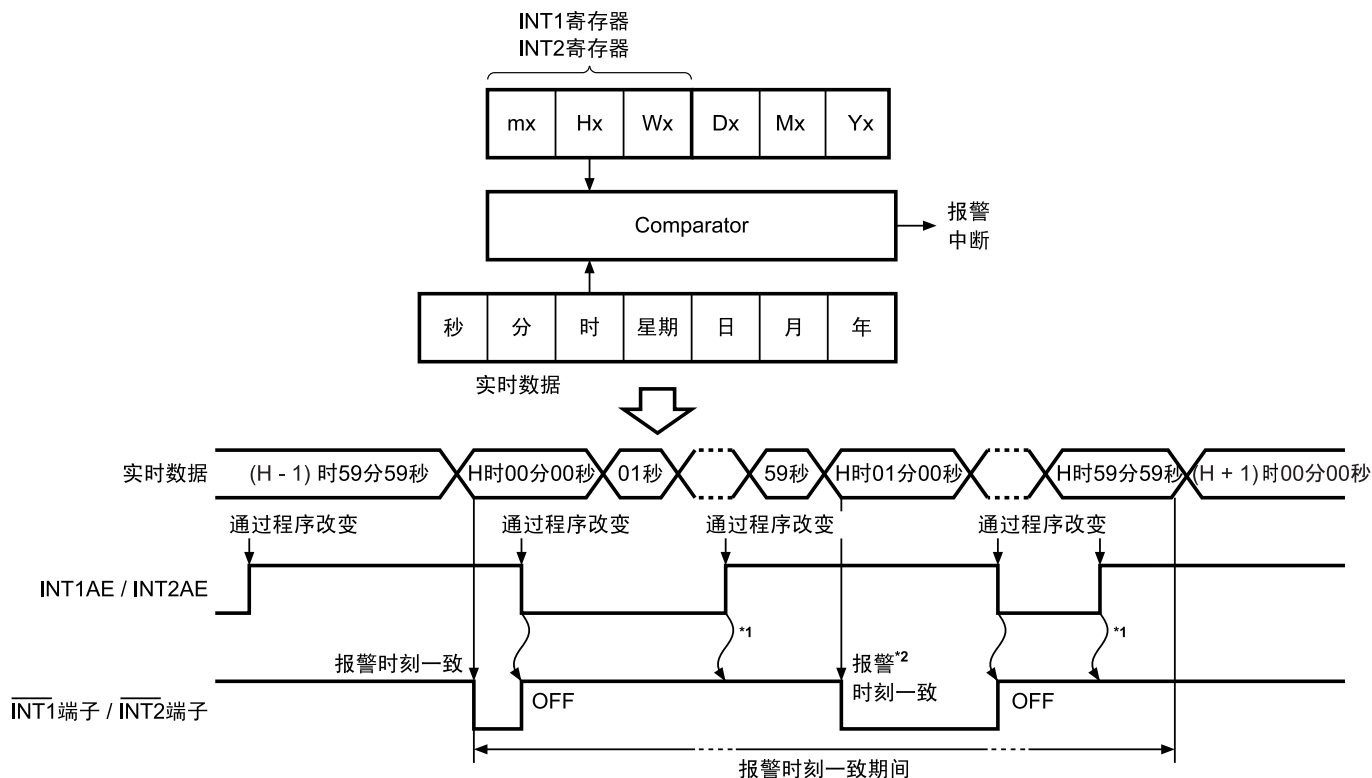 INT1寄存器
INT2寄存器
mx Hx Wx Dx Mx Yx
Comparator
报警
中断
秒 分 时 星期 日 月 年
实时数据
实时数据
(H - 1) 时59分59秒 H时00分00秒 01秒 59秒 H时01分00秒 H时59分59秒 (H + 1) 时00分00秒
通过程序改变 通过程序改变 通过程序改变 通过程序改变
INT1AE / INT2AE
*1 *1
报警时刻一致
报警*2
时刻一致
OFF OFF
INT1端子 / INT2端子
报警时刻一致期间